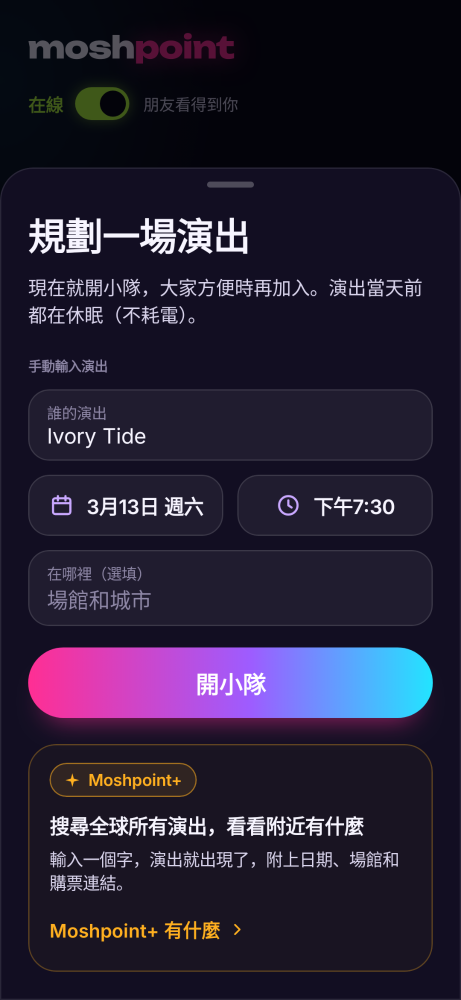 moshpoint
在線
朋友看得到你
規劃一場演出
現在就開小隊，大家方便時再加入。演出當天前
都在休眠（不耗電）。
手動輸入演出
誰的演出
Ivory Tide
3月13日 週六
下午7:30
在哪裡（選填）
場館和城市
開小隊
Moshpoint+
搜尋全球所有演出，看看附近有什麼
輸入一個字，演出就出現了，附上日期、場館和
購票連結。
Moshpoint+ 有什麼